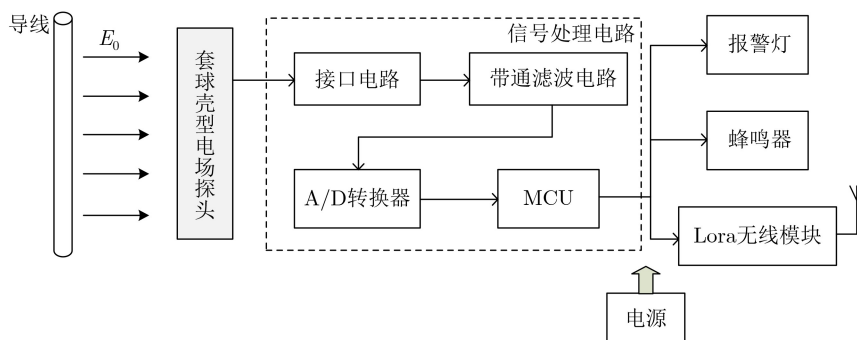 导线
E₀
套球壳型电场探头
信号处理电路
接口电路
带通滤波电路
A/D转换器
MCU
报警灯
蜂鸣器
Lora无线模块
电源